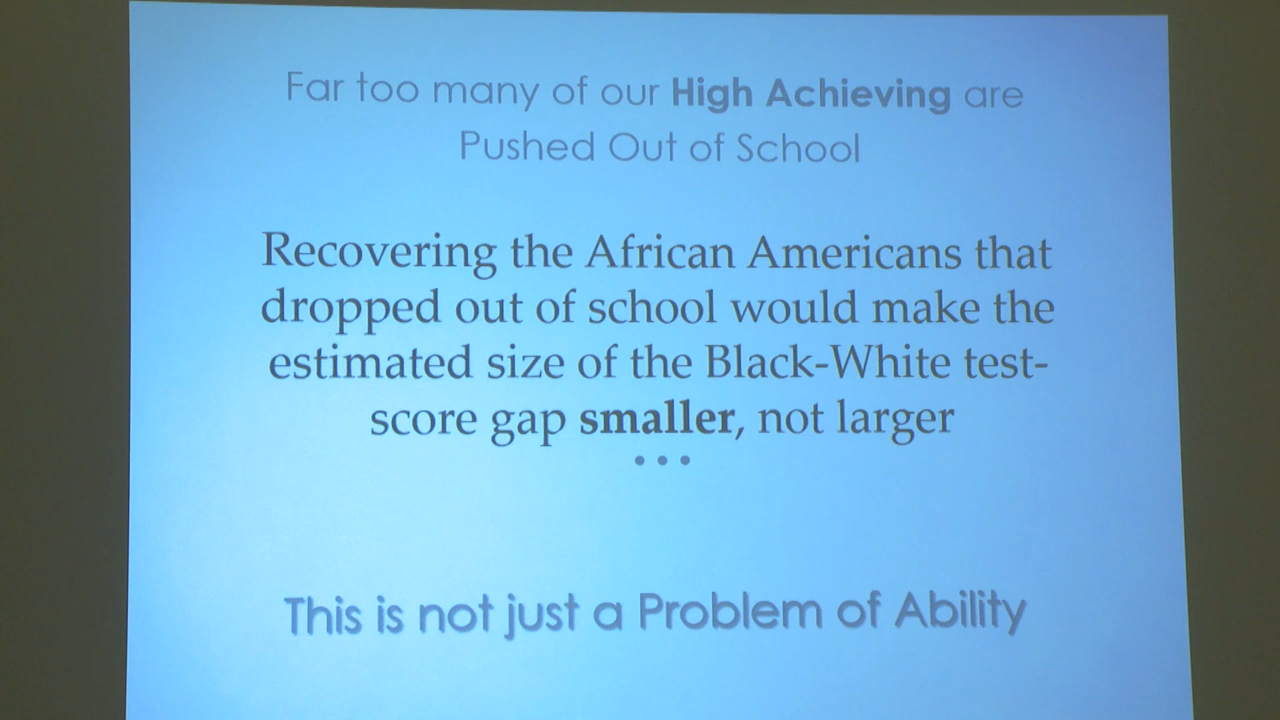 Far too many of our High Achieving are
Pushed Out of School
Recovering the African Americans that
dropped out of school would make the
estimated size of the Black-White test-
score gap smaller, not larger
• • •
This is not just a Problem of Ability